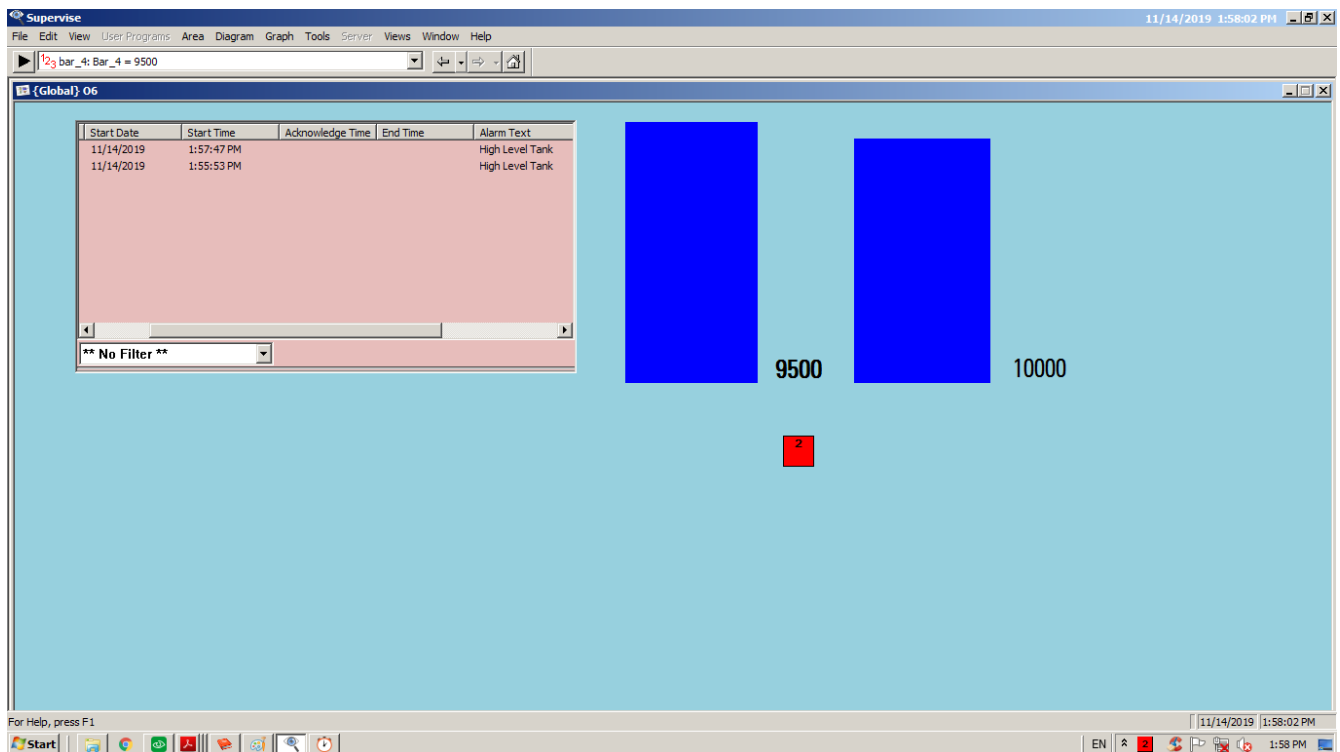 Supervise 11/14/2019 1:58:02 PM
File Edit View User Programs Area Diagram Graph Tools Server Views Window Help
123 bar_4: Bar_4 = 9500
{Global} O6
Start Date Start Time Acknowledge Time End Time Alarm Text
11/14/2019 1:57:47 PM High Level Tank
11/14/2019 1:55:53 PM High Level Tank
** No Filter **
9500 10000
2
For Help, press F1 11/14/2019 1:58:02 PM
Start EN 2 1:58 PM